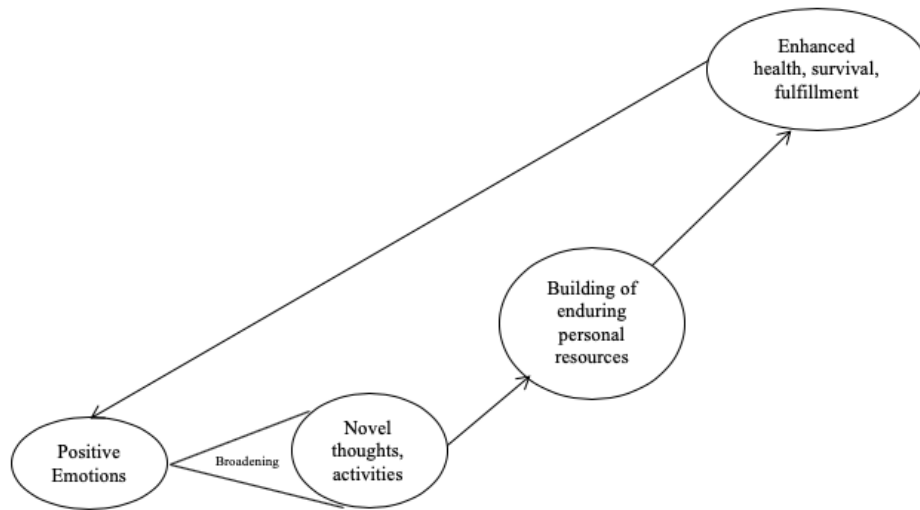 Enhanced
health, survival,
fulfillment
Building of
enduring
personal
resources
Novel
thoughts,
activities
Broadening
Positive
Emotions